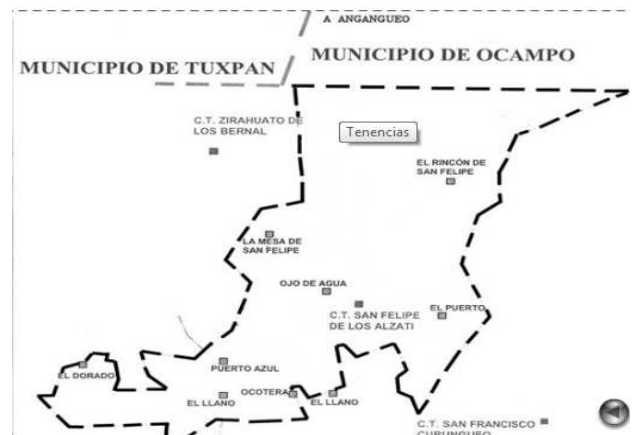 A ANGANGUEO
MUNICIPIO DE TUXPAN
MUNICIPIO DE OCAMPO
C.T. ZIRAHUATO DE
LOS BERNAL
Tenencias
EL RINCÓN DE
SAN FELIPE
LA MESA DE
SAN FELIPE
OJO DE AGUA
C.T. SAN FELIPE
DE LOS ALZATI
EL PUERTO
PUERTO AZUL
EL DORADO
EL LLANO
OCOTERA
EL LLANO
C.T. SAN FRANCISCO
CURUNGUEO